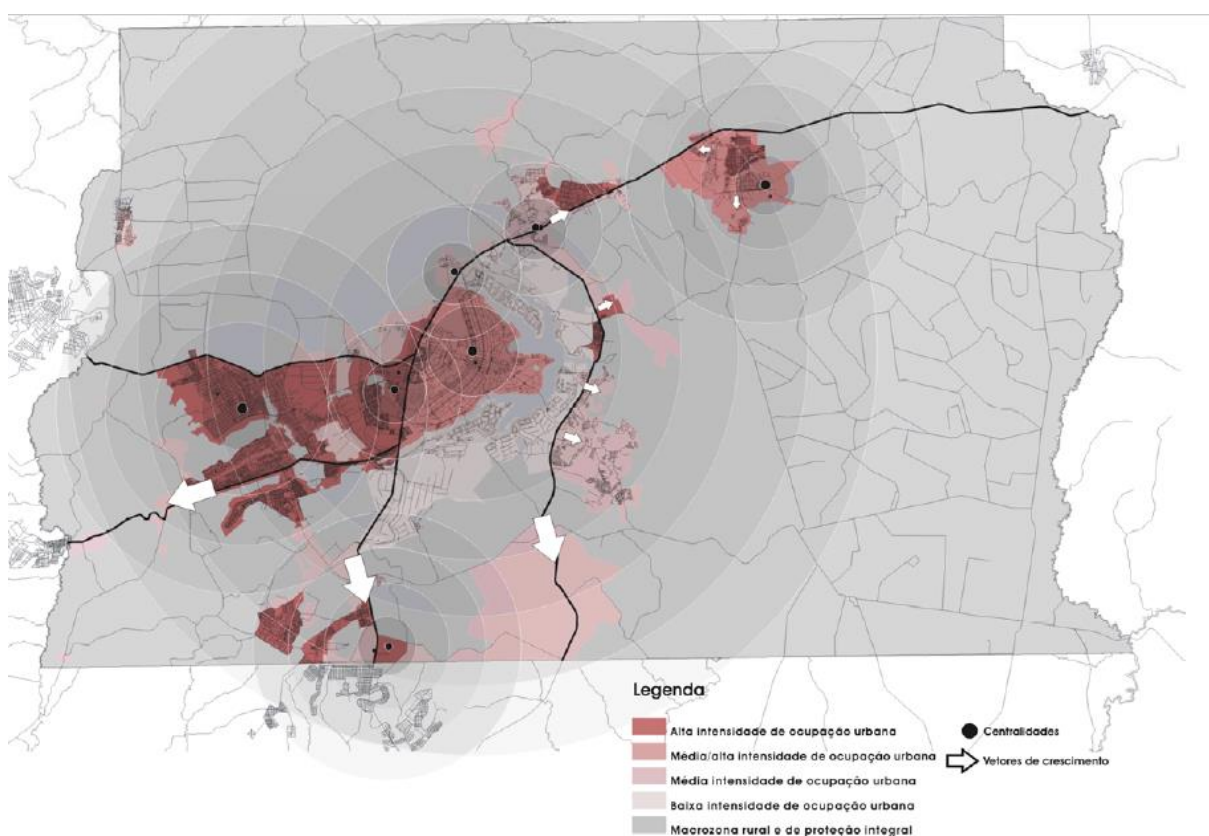 Legenda
Alta intensidade de ocupação urbana
Média/alta intensidade de ocupação urbana
Média intensidade de ocupação urbana
Baixa intensidade de ocupação urbana
Macrozona rural e de proteção integral
Centralidades
Vetores de crescimento